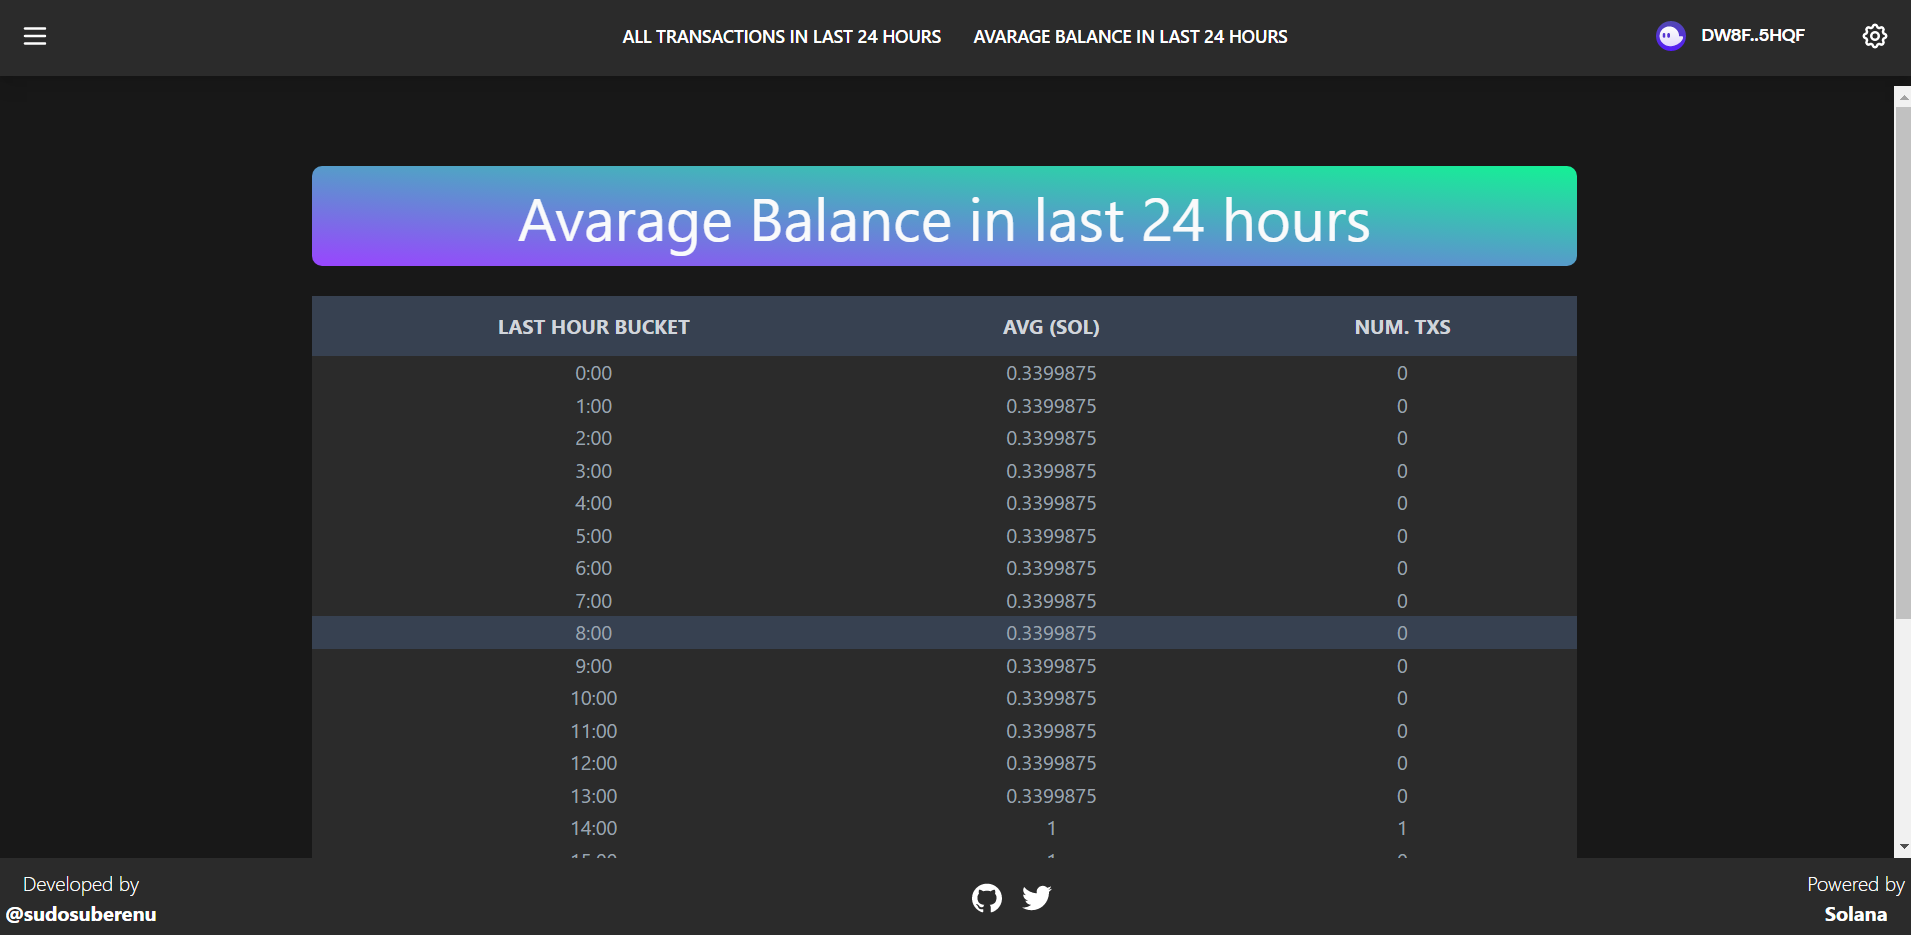 ALL TRANSACTIONS IN LAST 24 HOURS AVARAGE BALANCE IN LAST 24 HOURS DW8F..5HQF
Avarage Balance in last 24 hours
LAST HOUR BUCKET AVG (SOL) NUM. TXS
0:00 0.3399875 0
1:00 0.3399875 0
2:00 0.3399875 0
3:00 0.3399875 0
4:00 0.3399875 0
5:00 0.3399875 0
6:00 0.3399875 0
7:00 0.3399875 0
8:00 0.3399875 0
9:00 0.3399875 0
10:00 0.3399875 0
11:00 0.3399875 0
12:00 0.3399875 0
13:00 0.3399875 0
14:00 1 1
Developed by
@sudosuberenu
Powered by
Solana